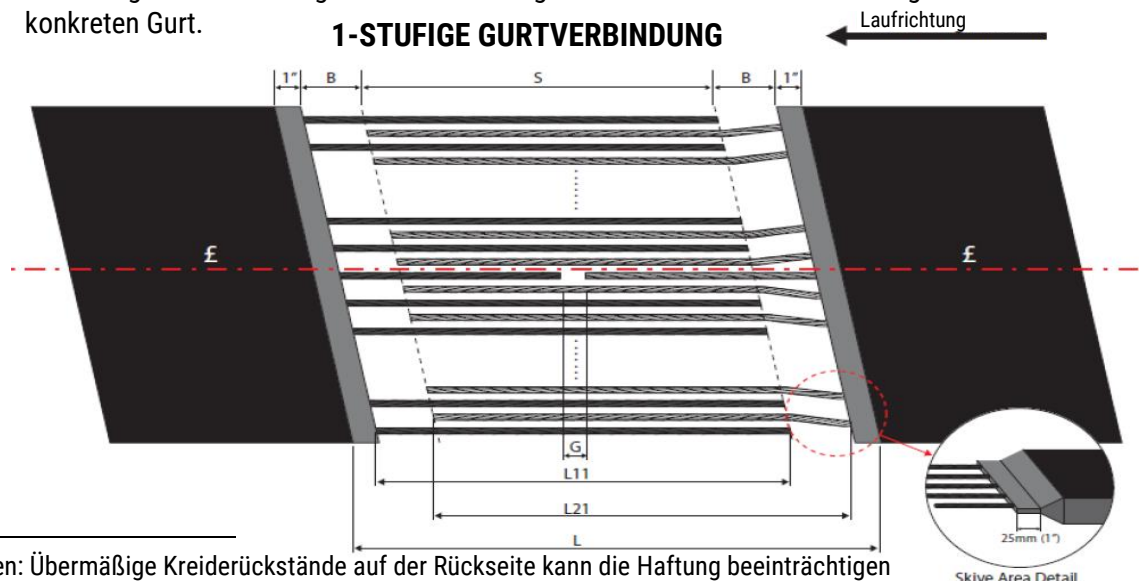 konkreten Gurt.
1-STUFIGE GURTVERBINDUNG
Laufrichtung
1" B S B 1"
£ £
G
L11
L21
L
25mm (1")
Skive Area Detail
en: Übermäßige Kreiderückstände auf der Rückseite kann die Haftung beeinträchtigen